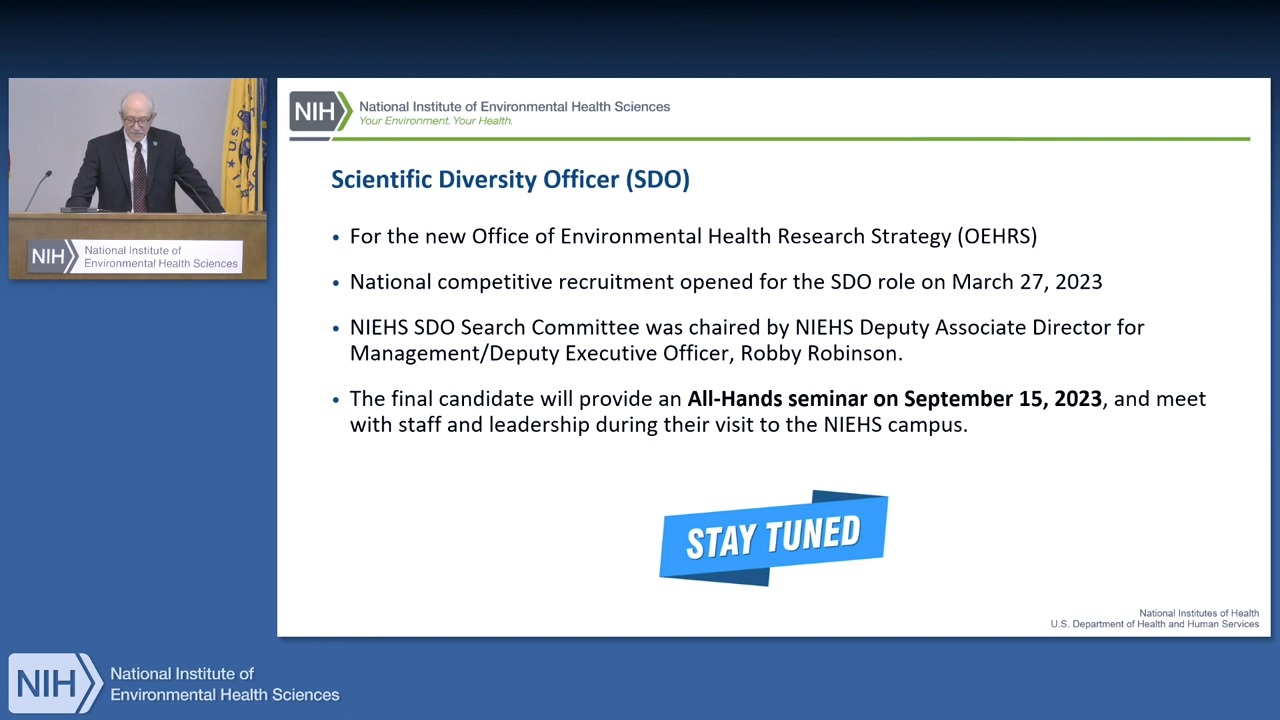 NIH
National Institute of Environmental Health Sciences
Your Environment. Your Health.
Scientific Diversity Officer (SDO)
• For the new Office of Environmental Health Research Strategy (OEHRS)
• National competitive recruitment opened for the SDO role on March 27, 2023
• NIEHS SDO Search Committee was chaired by NIEHS Deputy Associate Director for
Management/Deputy Executive Officer, Robby Robinson.
• The final candidate will provide an All-Hands seminar on September 15, 2023, and meet
with staff and leadership during their visit to the NIEHS campus.
STAY TUNED
National Institutes of Health
U.S. Department of Health and Human Services
U.S.
NIH
National Institute of
Environmental Health Sciences
NIH
National Institute of
Environmental Health Sciences